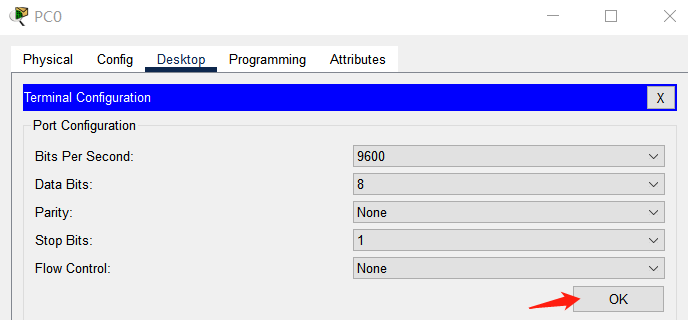 PC0
Physical Config Desktop Programming Attributes
Terminal Configuration X
Port Configuration
Bits Per Second: 9600
Data Bits: 8
Parity: None
Stop Bits: 1
Flow Control: None
OK